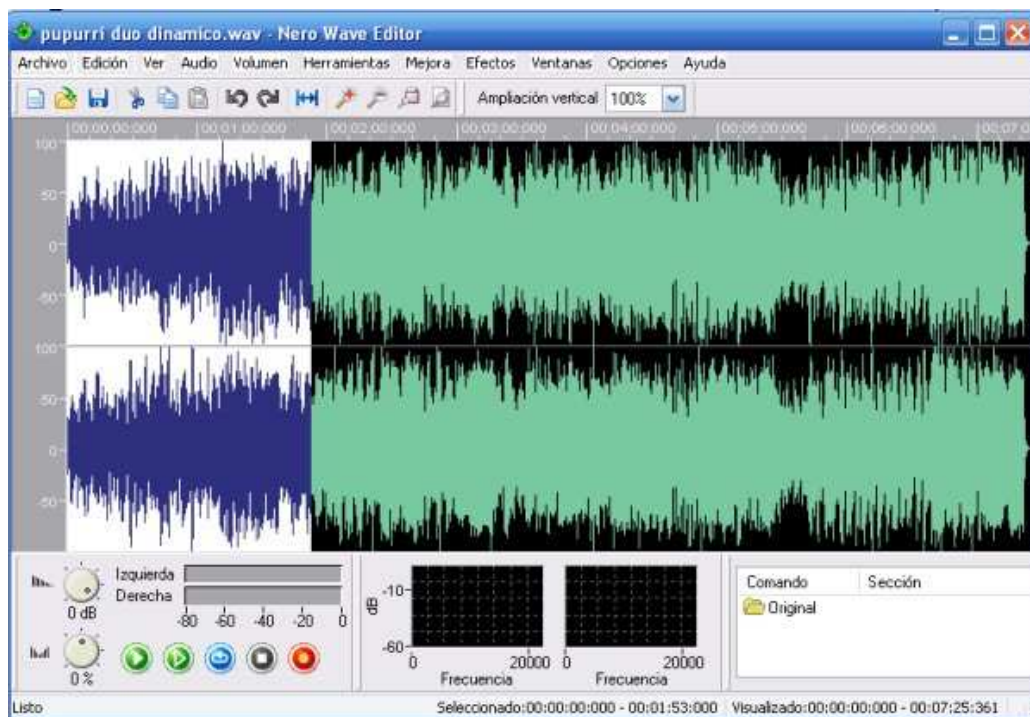 pupurri duo dinamico.wav - Nero Wave Editor
Archivo Edición Ver Audio Volumen Herramientas Mejora Efectos Ventanas Opciones Ayuda
Ampliación vertical 100%
00:00:00:000 00:01:00:000 00:02:00:000 00:03:00:000 00:04:00:000 00:05:00:000 00:06:00:000 00:07:0
100
50
0
-50
100
50
0
-50
Izquierda
Derecha
0 dB
-80 -60 -40 -20 0
0 %
dB
-10
-60
0 20000
Frecuencia
0 20000
Frecuencia
Comando Sección
Original
Listo
Seleccionado:00:00:00:000 - 00:01:53:000 Visualizado:00:00:00:000 - 00:07:25:361